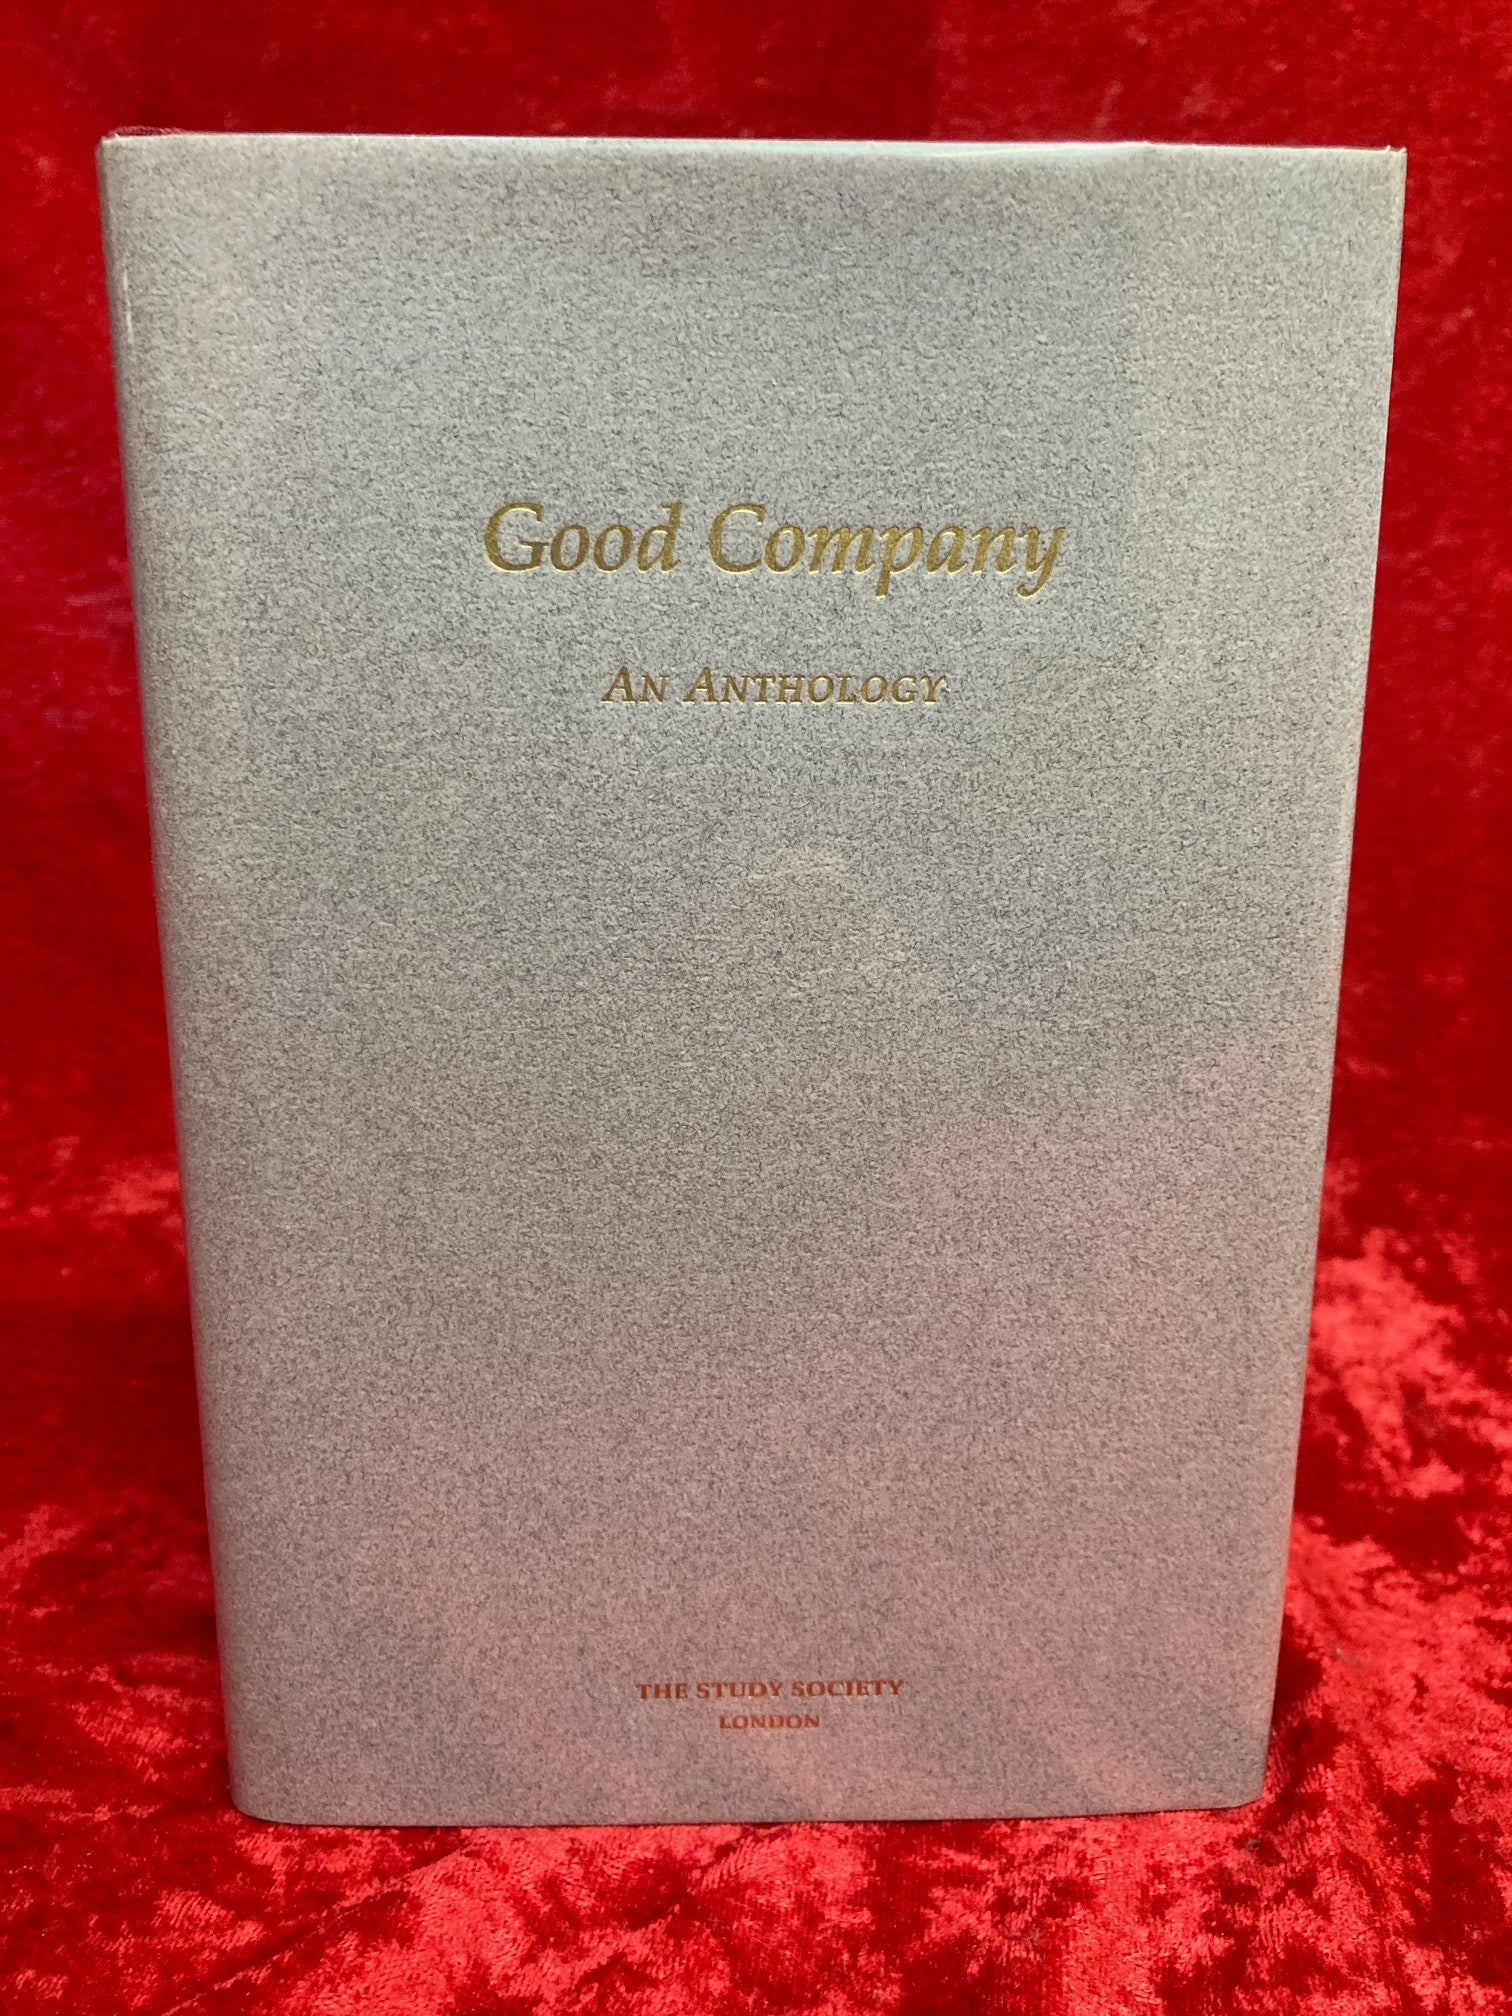 Good Company
An Anthology
THE STUDY SOCIETY
LONDON